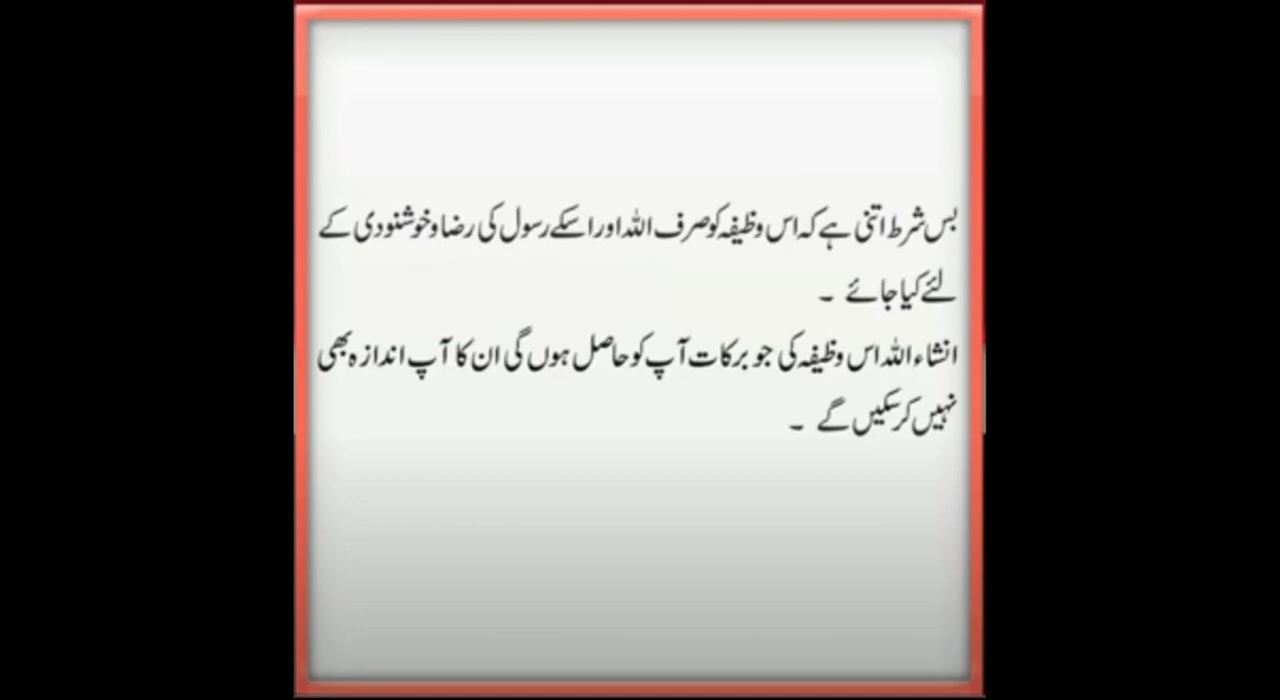 بس شرط اتنی ہے کہ اس وظیفہ کو صرف اللہ اور اسکے رسول کی رضا و خوشنودی کے
لئے کیا جائے ۔
انشاء اللہ اس وظیفہ کی جو برکات آپ کو حاصل ہوں گی ان کا آپ اندازہ بھی
نہیں کر سکیں گے ۔